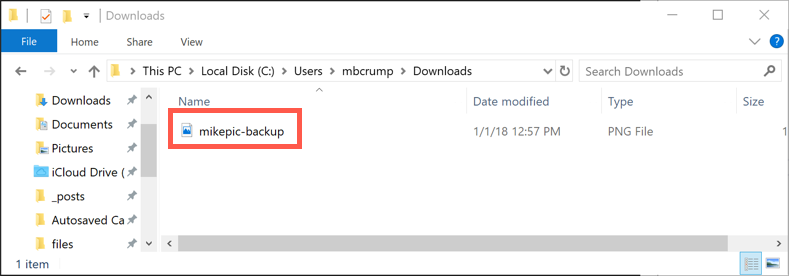 Downloads
File Home Share View
This PC Local Disk (C:) Users mbcrump Downloads Search Downloads
Downloads
Documents
Pictures
iCloud Drive (
_posts
Autosaved Ca
files
Name Date modified Type Size
mikepic-backup 1/1/18 12:57 PM PNG File 1
1 item